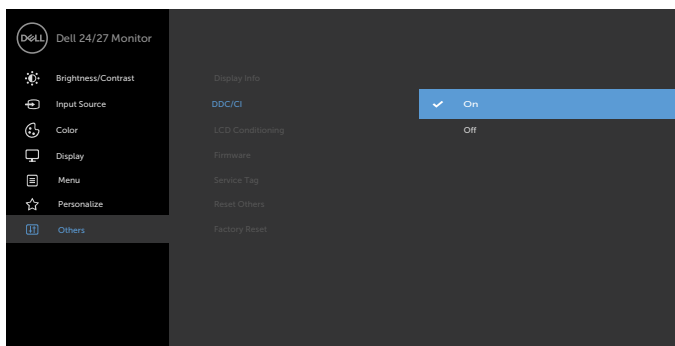 DELL Dell 24/27 Monitor
Brightness/Contrast
Input Source
Color
Display
Menu
Personalize
Others
Display Info
DDC/CI
LCD Conditioning
Firmware
Service Tag
Reset Others
Factory Reset
On
Off